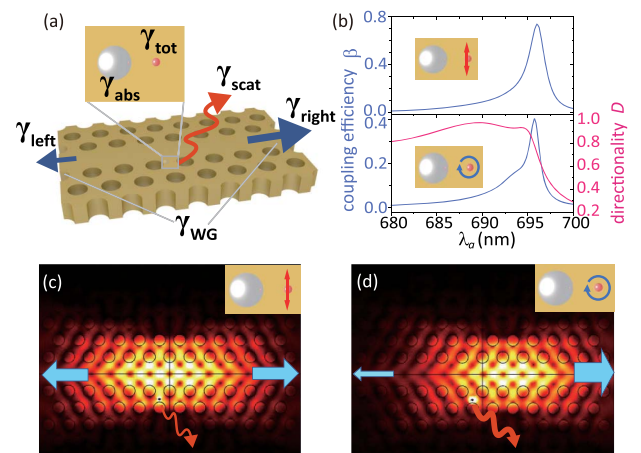 (a)
γtot
γabs
γscat
γright
γleft
γWG
(b)
0.8
0.4
0.0
0.4
0.2
0.0
coupling efficiency β
1.0
0.8
0.6
0.4
0.2
directionality D
680 685 690 695 700
λa (nm)
(c)
(d)